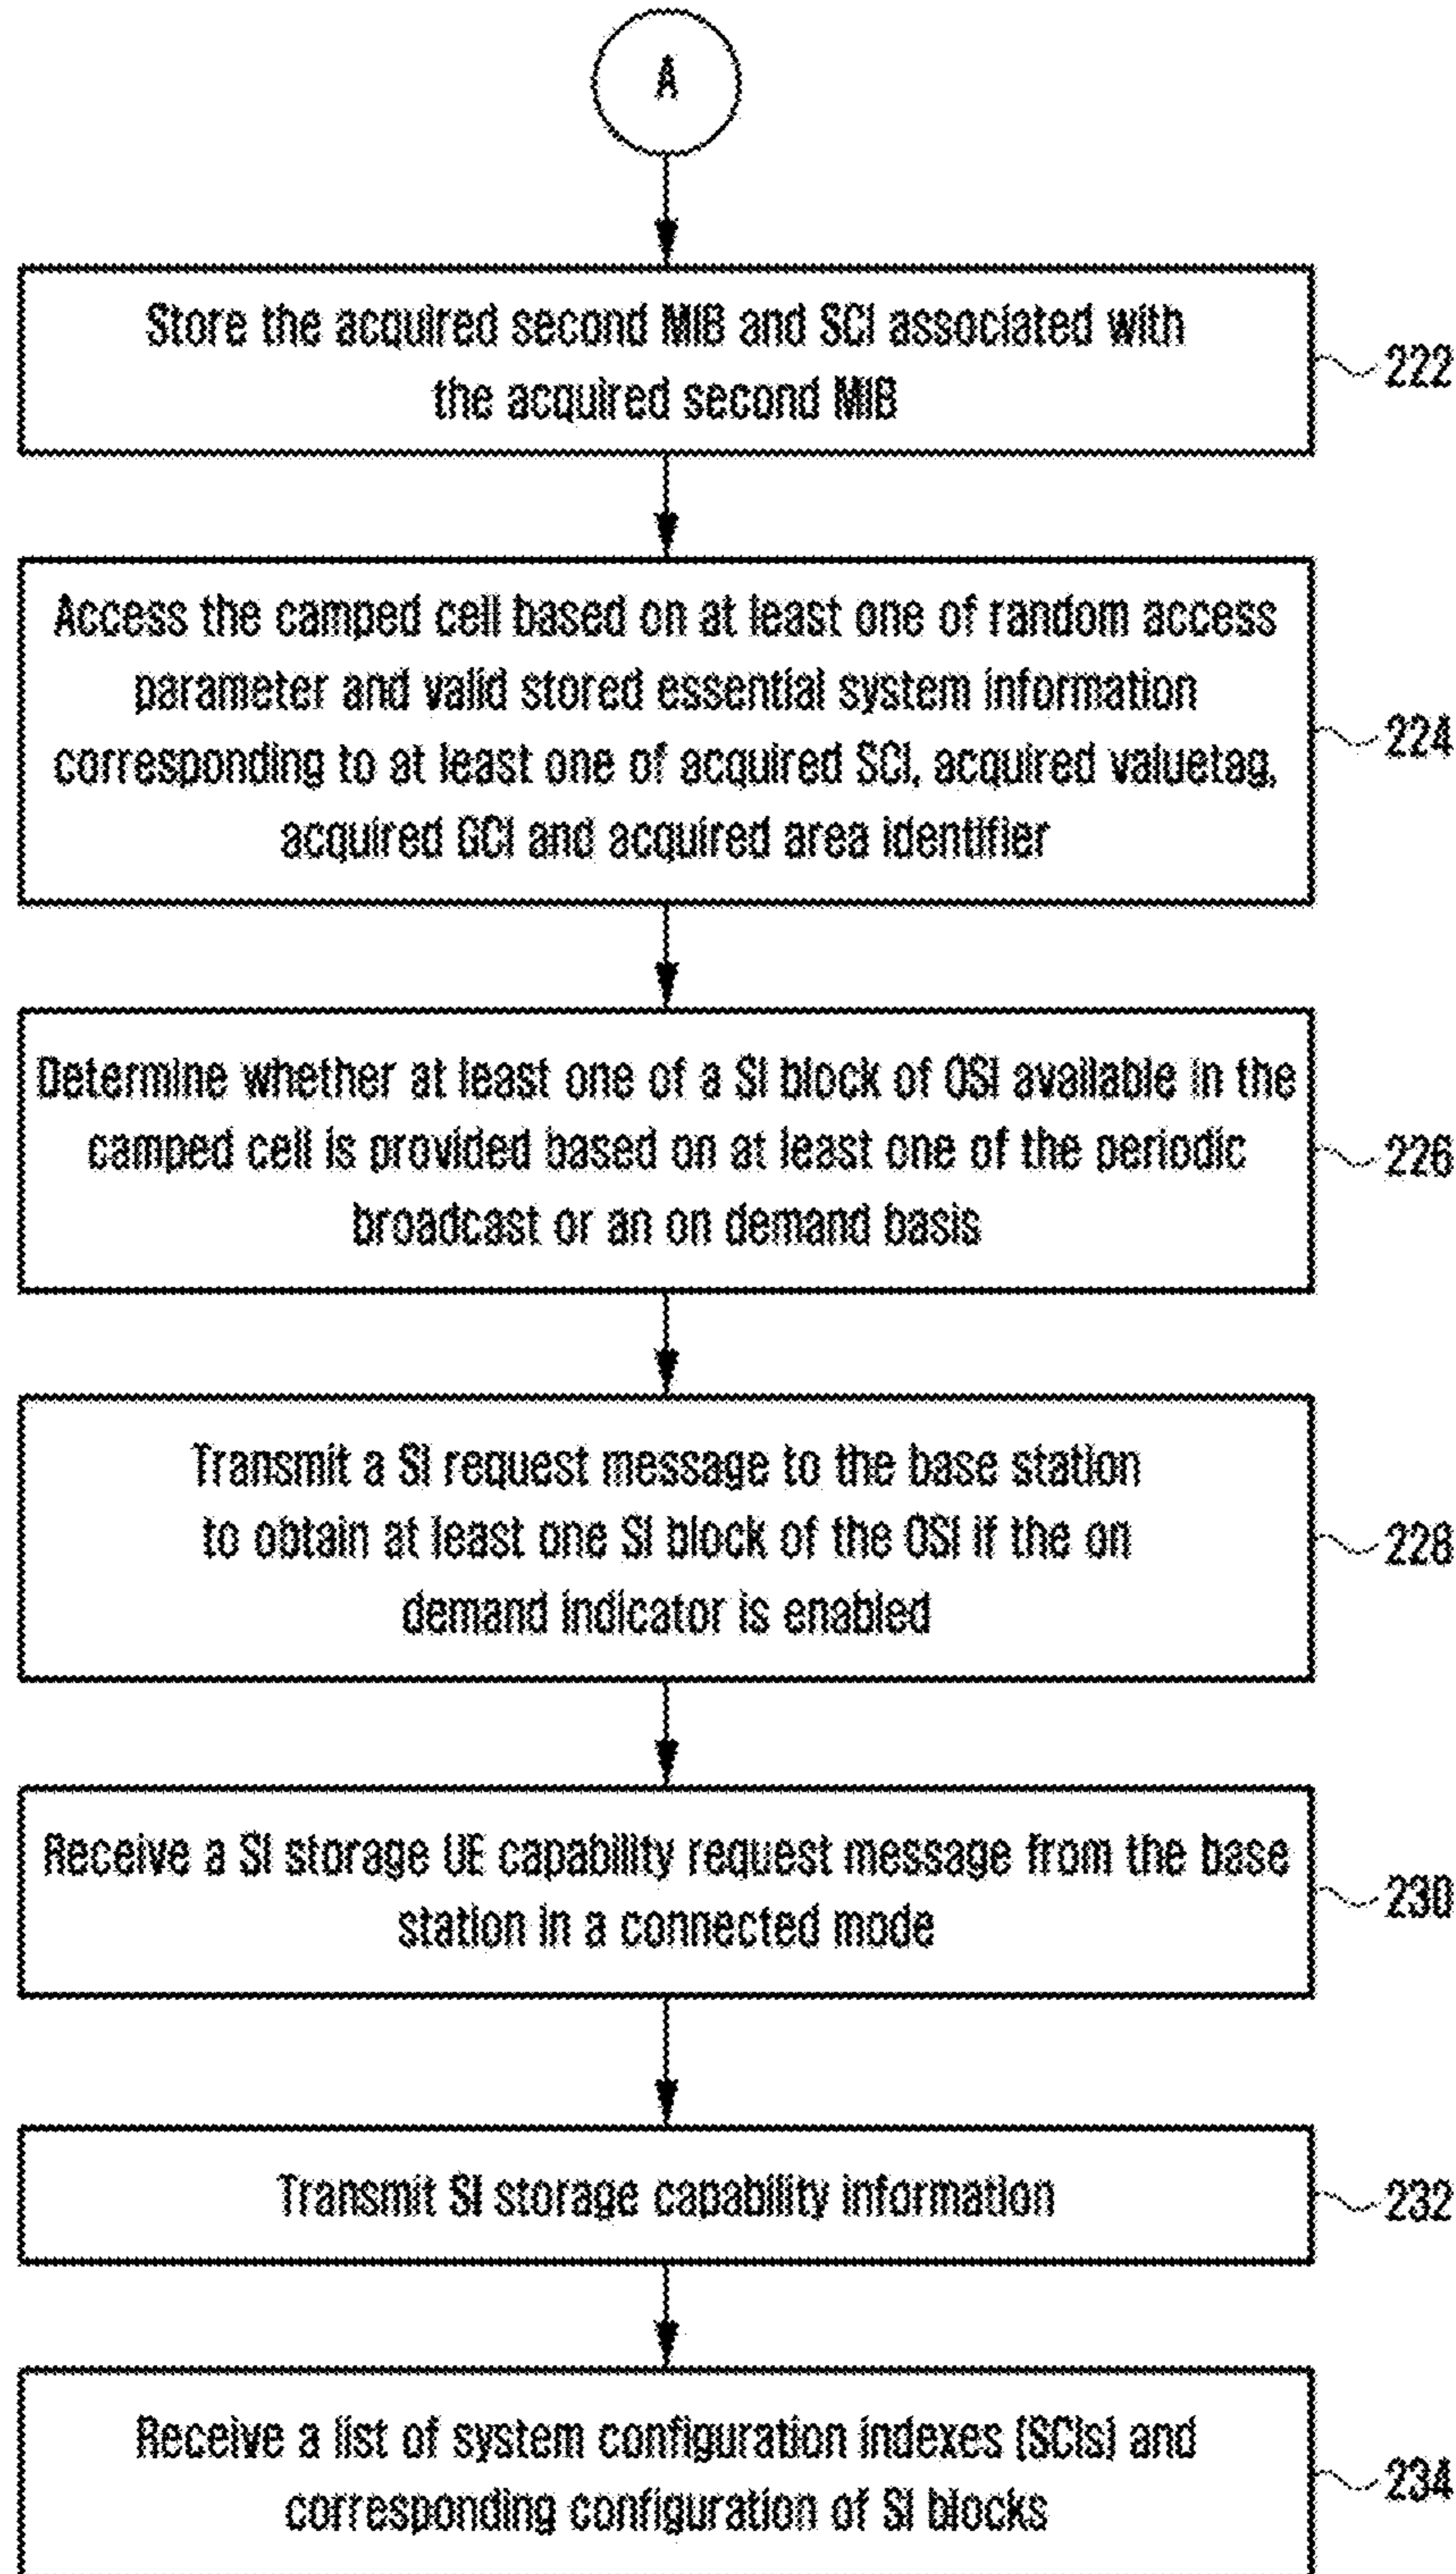 A
Store the acquired second MIB and SCI associated with
the acquired second MIB
222
Access the camped cell based on at least one of random access
parameter and valid stored essential system information
corresponding to at least one of acquired SCI, acquired valuetag,
acquired GCI and acquired area identifier
224
Determine whether at least one of a SI block of OSI available in the
camped cell is provided based on at least one of the periodic
broadcast or an on demand basis
226
Transmit a SI request message to the base station
to obtain at least one SI block of the OSI if the on
demand indicator is enabled
228
Receive a SI storage UE capability request message from the base
station in a connected mode
230
Transmit SI storage capability information
232
Receive a list of system configuration indexes (SCIs) and
corresponding configuration of SI blocks
234